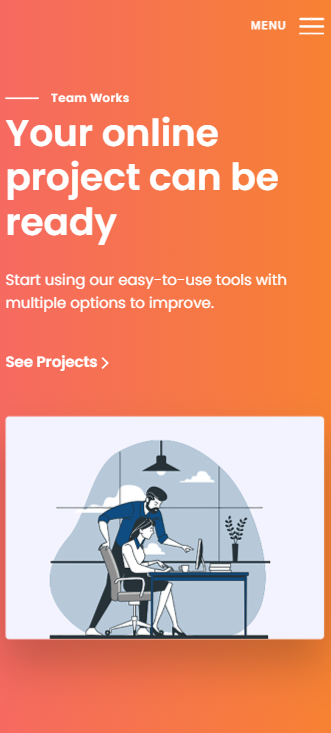 MENU
Team Works
Your online
project can be
ready
Start using our easy-to-use tools with
multiple options to improve.
See Projects